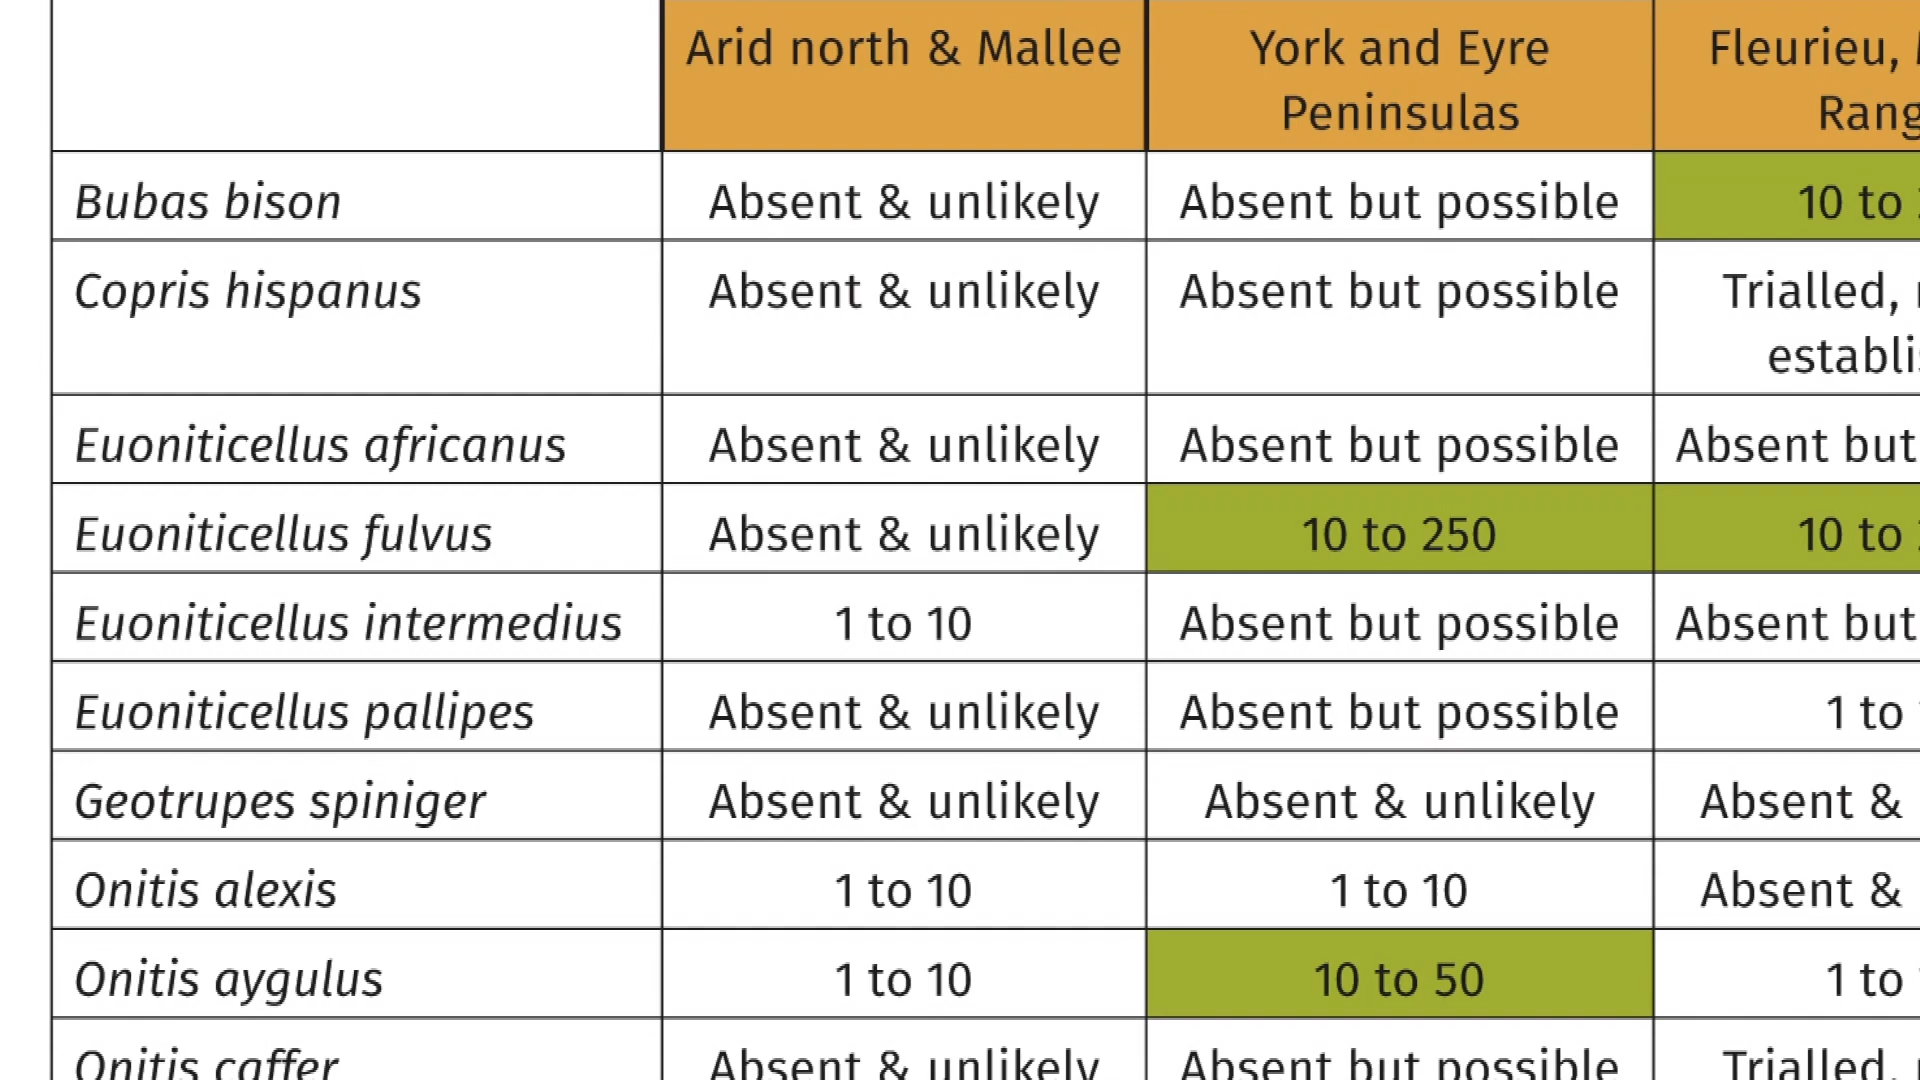 Arid north & Mallee York and Eyre Peninsulas Fleurieu,
Bubas bison Absent & unlikely Absent but possible 10 to
Copris hispanus Absent & unlikely Absent but possible Trialled,
Euoniticellus africanus Absent & unlikely Absent but possible Absent but
Euoniticellus fulvus Absent & unlikely 10 to 250 10 to
Euoniticellus intermedius 1 to 10 Absent but possible Absent but
Euoniticellus pallipes Absent & unlikely Absent but possible 1 to
Geotrupes spiniger Absent & unlikely Absent & unlikely Absent &
Onitis alexis 1 to 10 1 to 10 Absent &
Onitis aygulus 1 to 10 10 to 50 1 to
Onitis caffer Absent & unlikely Absent but possible Trialled,